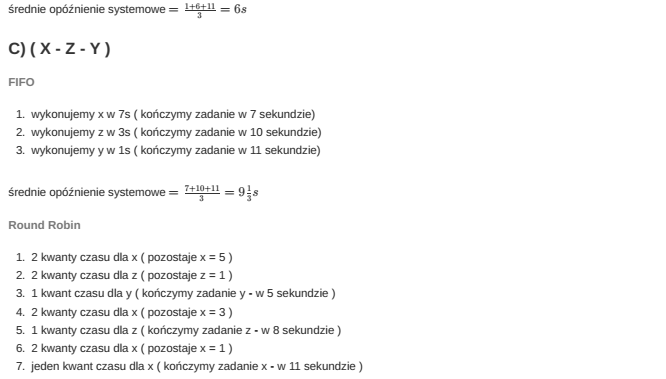 średnie opóźnienie systemowe = (1+6+11)/3 = 6s
C) ( X - Z - Y )
FIFO
1. wykonujemy x w 7s ( kończymy zadanie w 7 sekundzie)
2. wykonujemy z w 3s ( kończymy zadanie w 10 sekundzie)
3. wykonujemy y w 1s ( kończymy zadanie w 11 sekundzie)
średnie opóźnienie systemowe = (7+10+11)/3 = 9 1/3 s
Round Robin
1. 2 kwanty czasu dla x ( pozostaje x = 5 )
2. 2 kwanty czasu dla z ( pozostaje z = 1 )
3. 1 kwant czasu dla y ( kończymy zadanie y - w 5 sekundzie )
4. 2 kwanty czasu dla x ( pozostaje x = 3 )
5. 1 kwanty czasu dla z ( kończymy zadanie z - w 8 sekundzie )
6. 2 kwanty czasu dla x ( pozostaje x = 1 )
7. jeden kwant czasu dla x ( kończymy zadanie x - w 11 sekundzie )